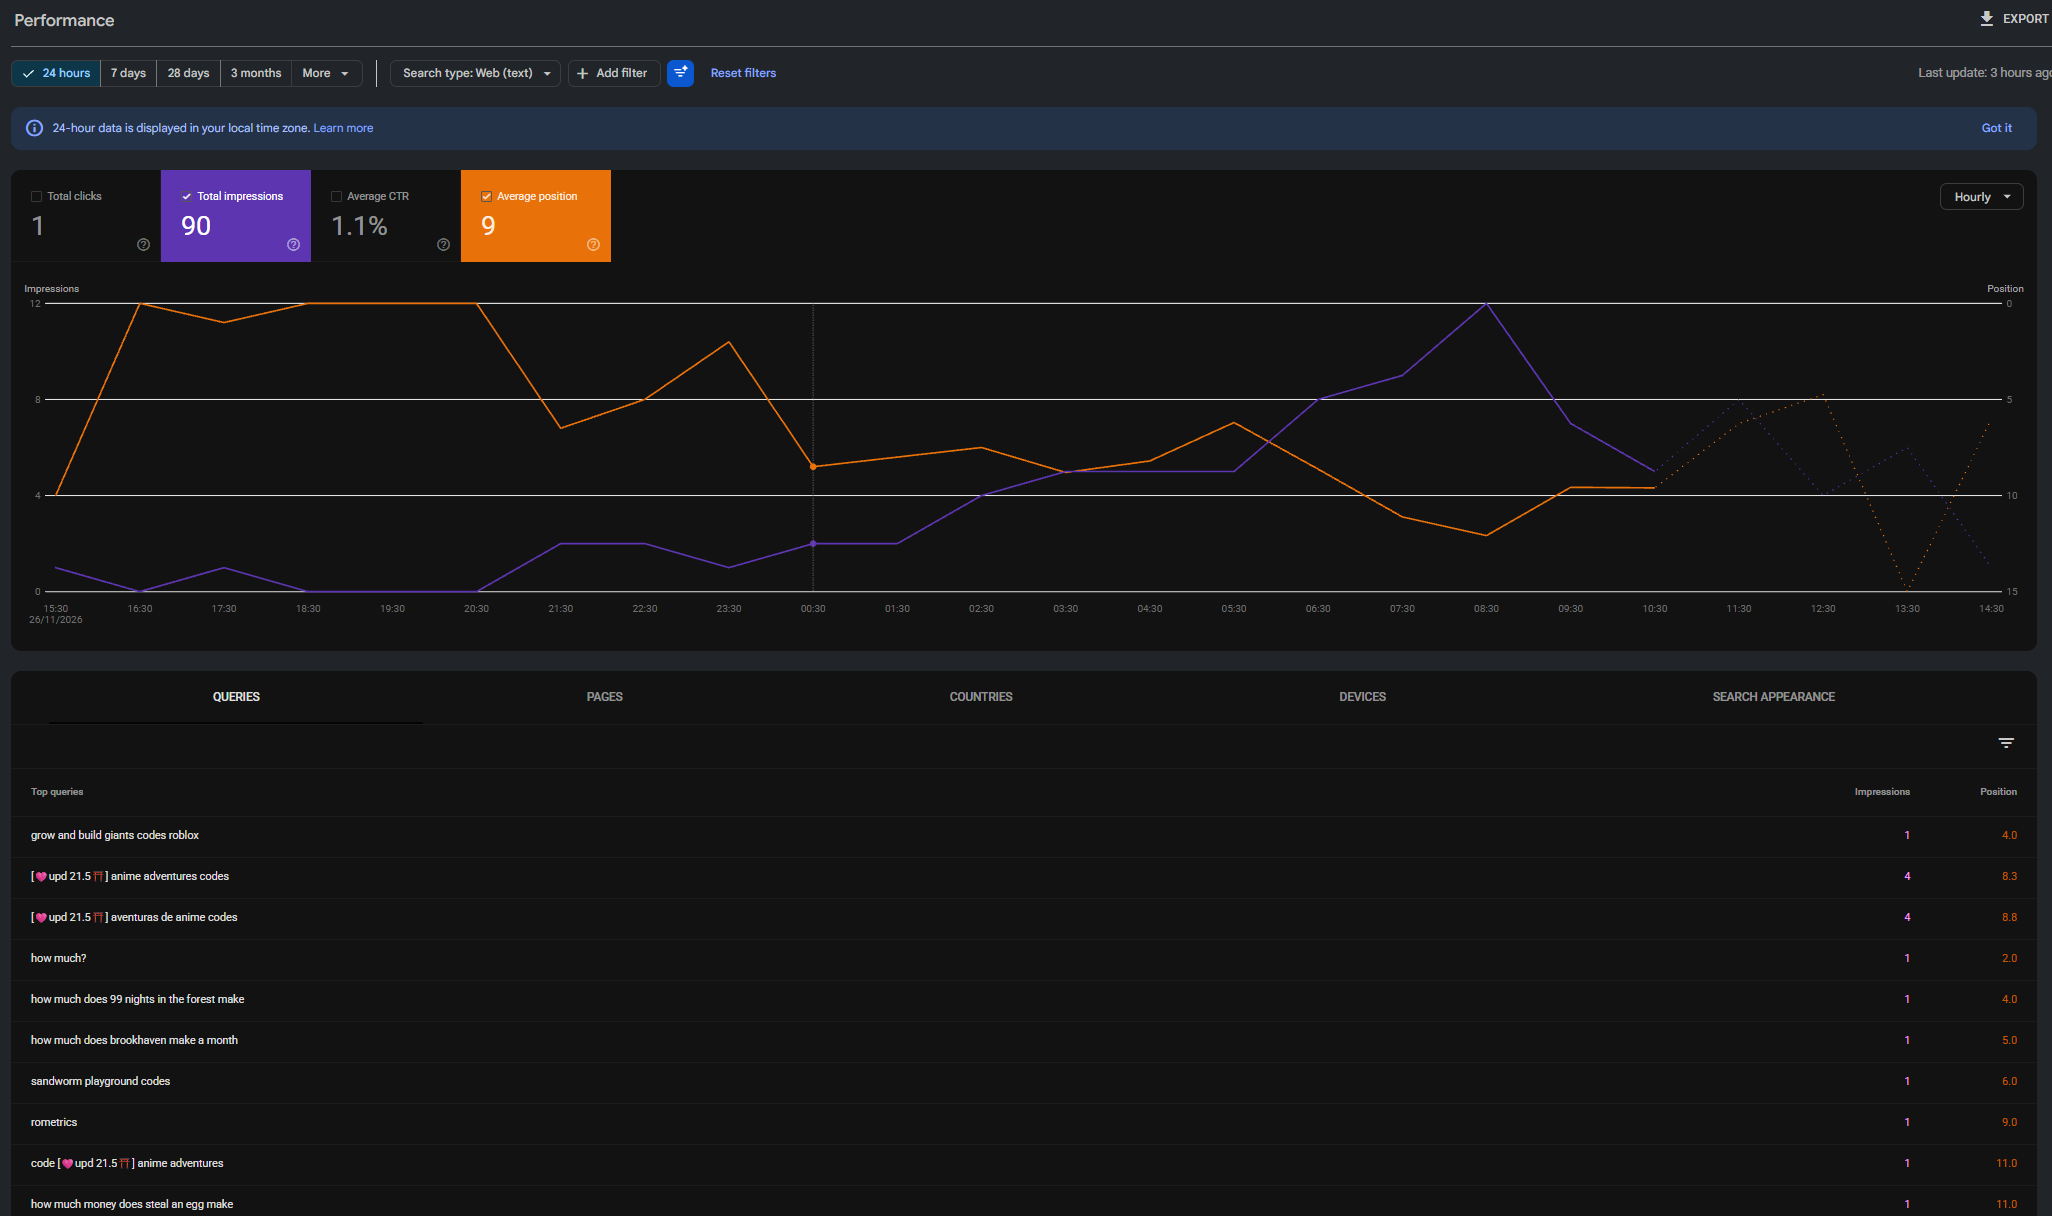 Performance
EXPORT
24 hours
7 days
28 days
3 months
More
Search type: Web (text)
Add filter
Reset filters
Last update: 3 hours ago
24-hour data is displayed in your local time zone. Learn more
Got it
Total clicks
1
Total impressions
90
Average CTR
1.1%
Average position
9
Hourly
Impressions
Position
12
8
4
0
0
5
10
15
15:30
26/11/2026
16:30
17:30
18:30
19:30
20:30
21:30
22:30
23:30
00:30
01:30
02:30
03:30
04:30
05:30
06:30
07:30
08:30
09:30
10:30
11:30
12:30
13:30
14:30
QUERIES
PAGES
COUNTRIES
DEVICES
SEARCH APPEARANCE
Top queries Impressions Position
grow and build giants codes roblox 1 4.0
[💗upd 21.5⛩️] anime adventures codes 4 8.3
[💗upd 21.5⛩️] aventuras de anime codes 4 8.8
how much? 1 2.0
how much does 99 nights in the forest make 1 4.0
how much does brookhaven make a month 1 5.0
sandworm playground codes 1 6.0
rometrics 1 9.0
code [💗upd 21.5⛩️] anime adventures 1 11.0
how much money does steal an egg make 1 11.0